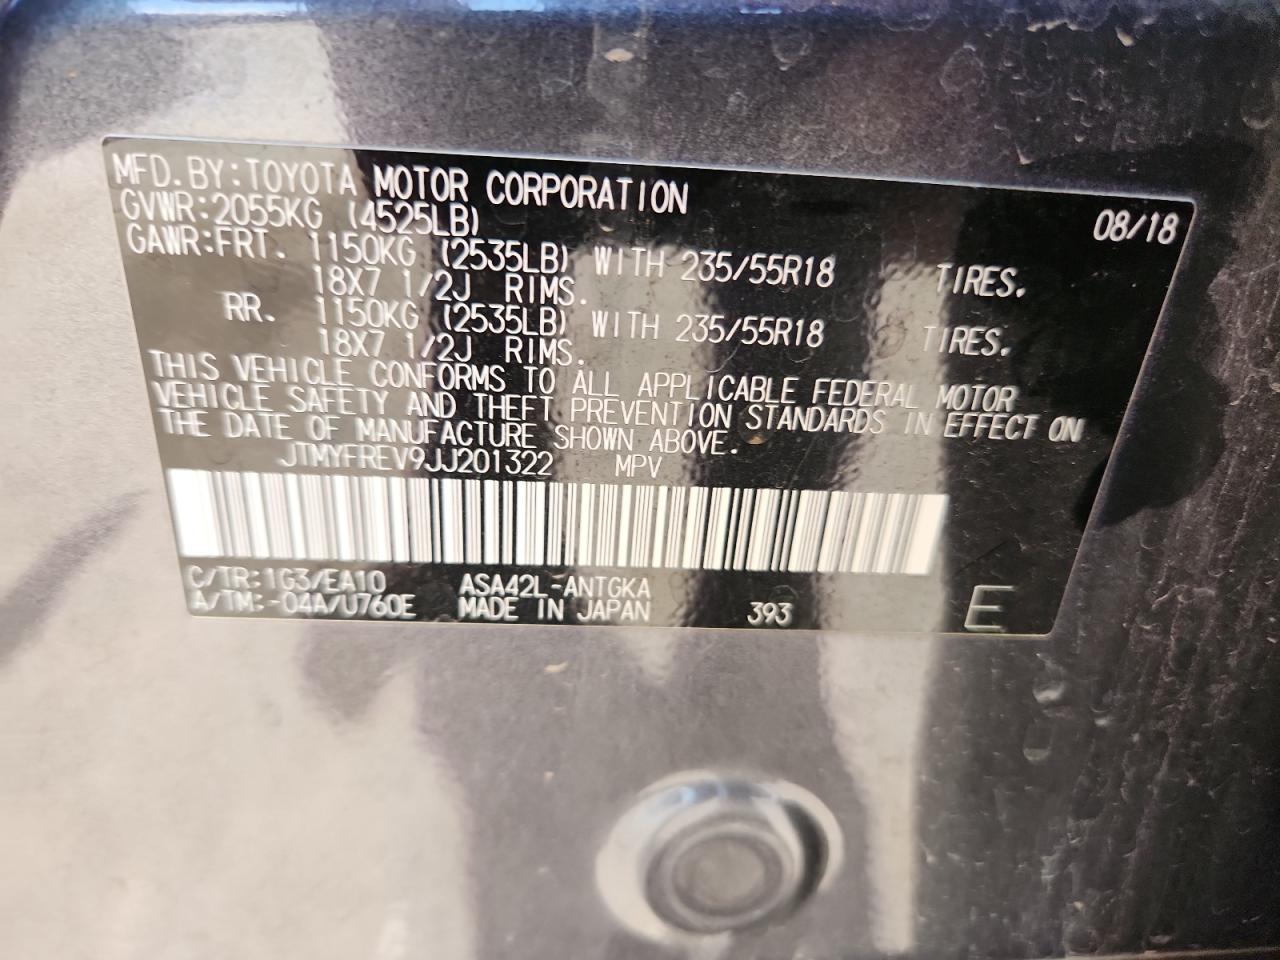 MFD. BY: TOYOTA MOTOR CORPORATION 08/18
GVWR: 2055KG (4525LB)
GAWR: FRT. 1150KG (2535LB) WITH 235/55R18 TIRES.
18X7 1/2J RIMS.
RR. 1150KG (2535LB) WITH 235/55R18 TIRES.
18X7 1/2J RIMS.
THIS VEHICLE CONFORMS TO ALL APPLICABLE FEDERAL MOTOR
VEHICLE SAFETY AND THEFT PREVENTION STANDARDS IN EFFECT ON
THE DATE OF MANUFACTURE SHOWN ABOVE.
JTMYFREV9JJ201322 MPV
C/TR: 1G3/EA10 ASA42L-ANTGKA
A/TM: -04A/U760E MADE IN JAPAN 393 E